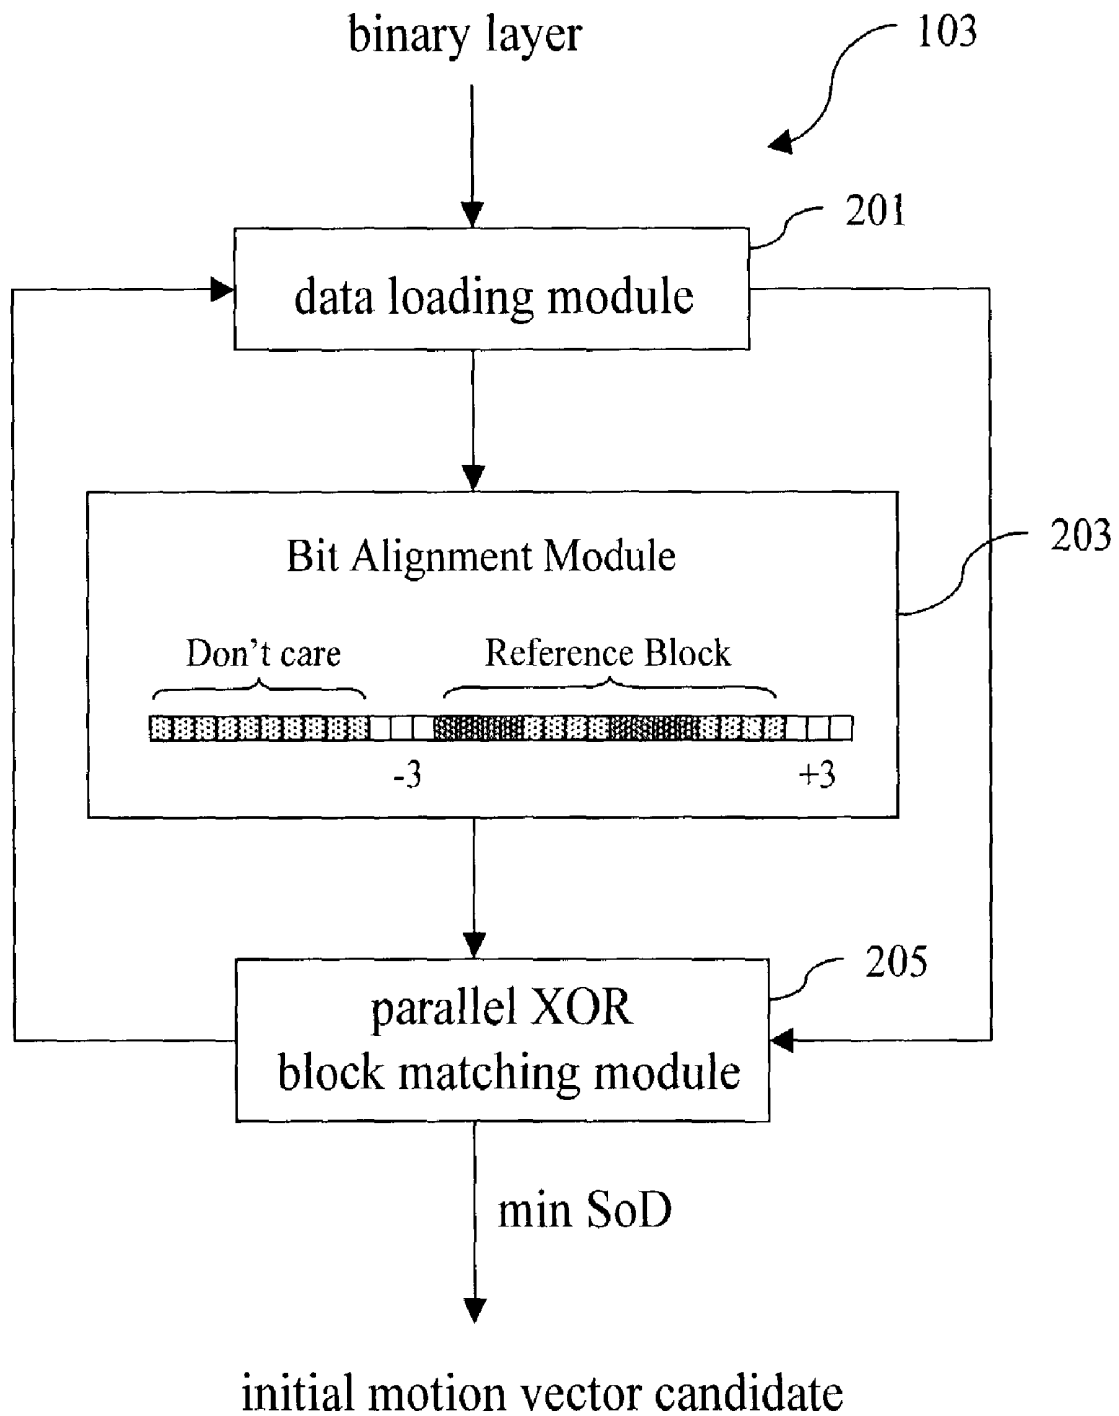 binary layer
103
201
data loading module
203
Bit Alignment Module
Don't care
Reference Block
-3
+3
205
parallel XOR
block matching module
min SoD
initial motion vector candidate